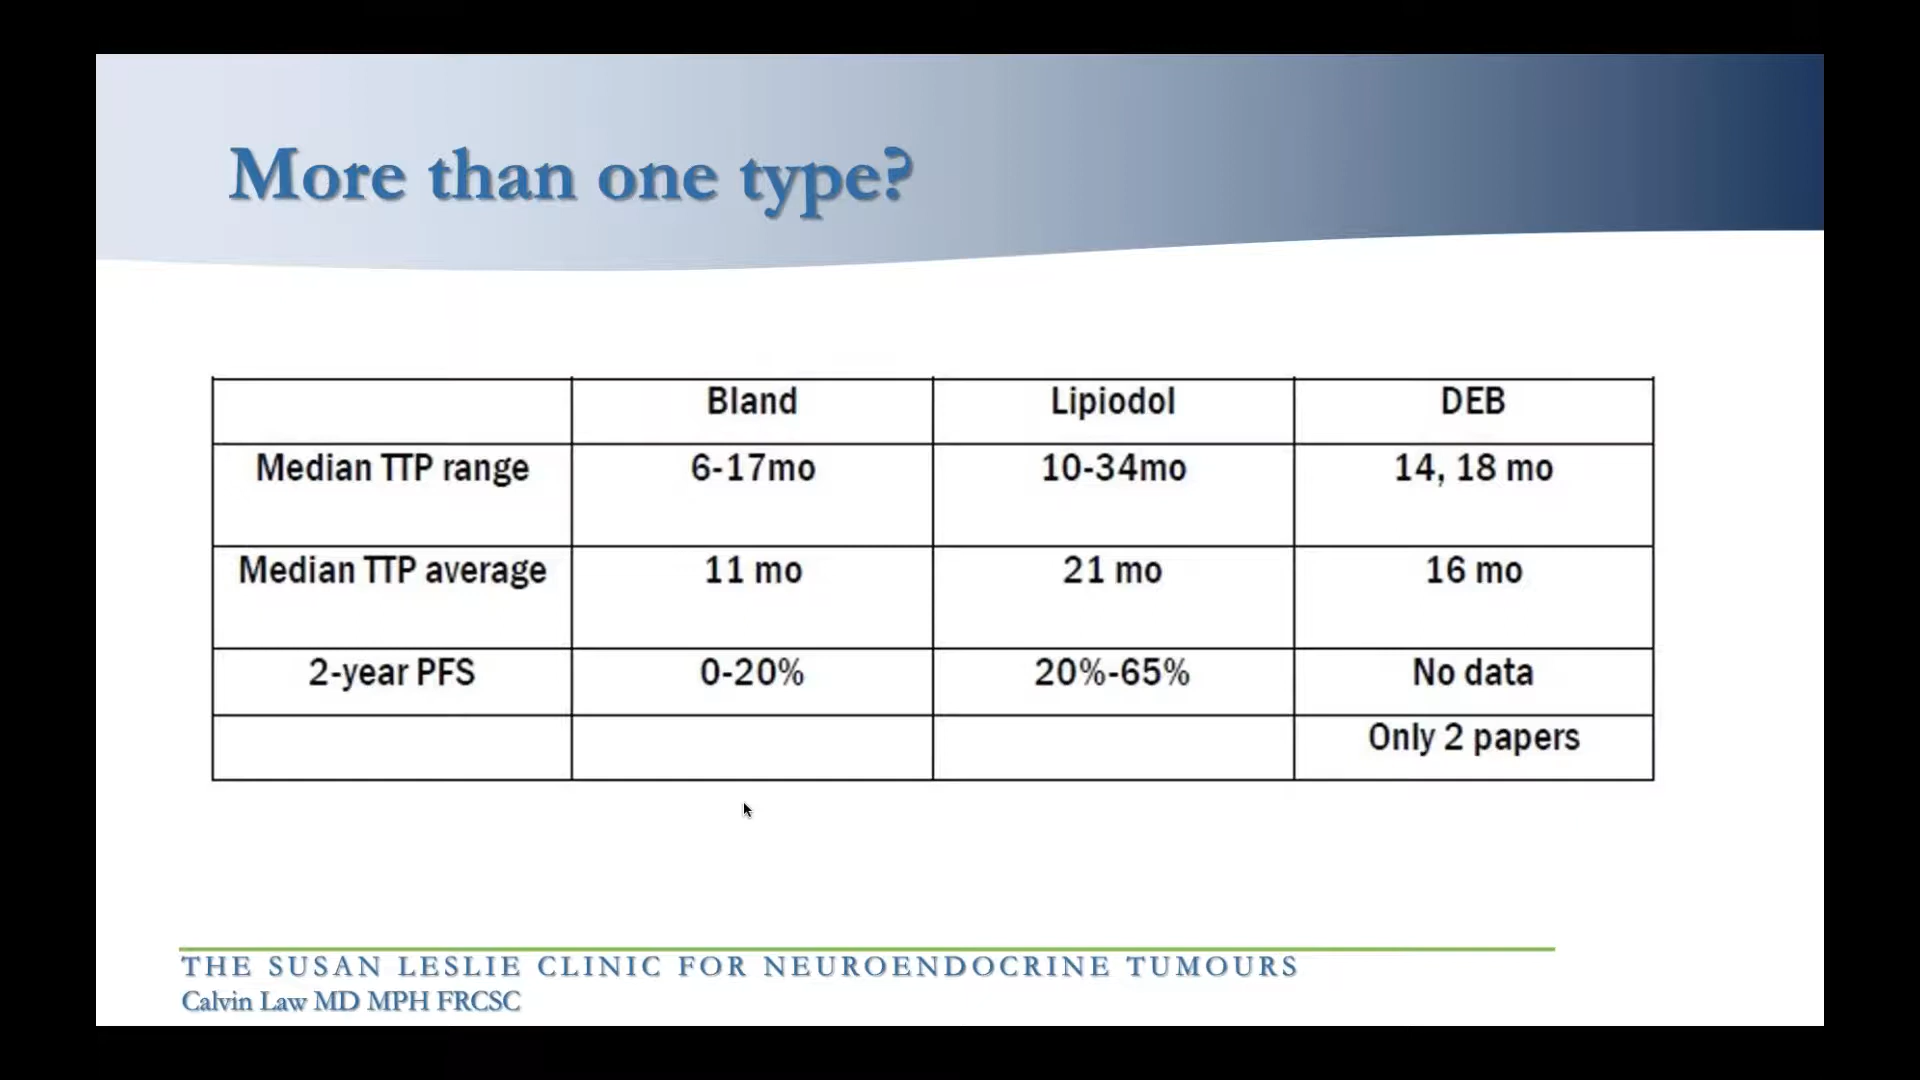 More than one type?
Bland Lipiodol DEB
Median TTP range 6-17mo 10-34mo 14, 18 mo
Median TTP average 11 mo 21 mo 16 mo
2-year PFS 0-20% 20%-65% No data
Only 2 papers
THE SUSAN LESLIE CLINIC FOR NEUROENDOCRINE TUMOURS
Calvin Law MD MPH FRCSC